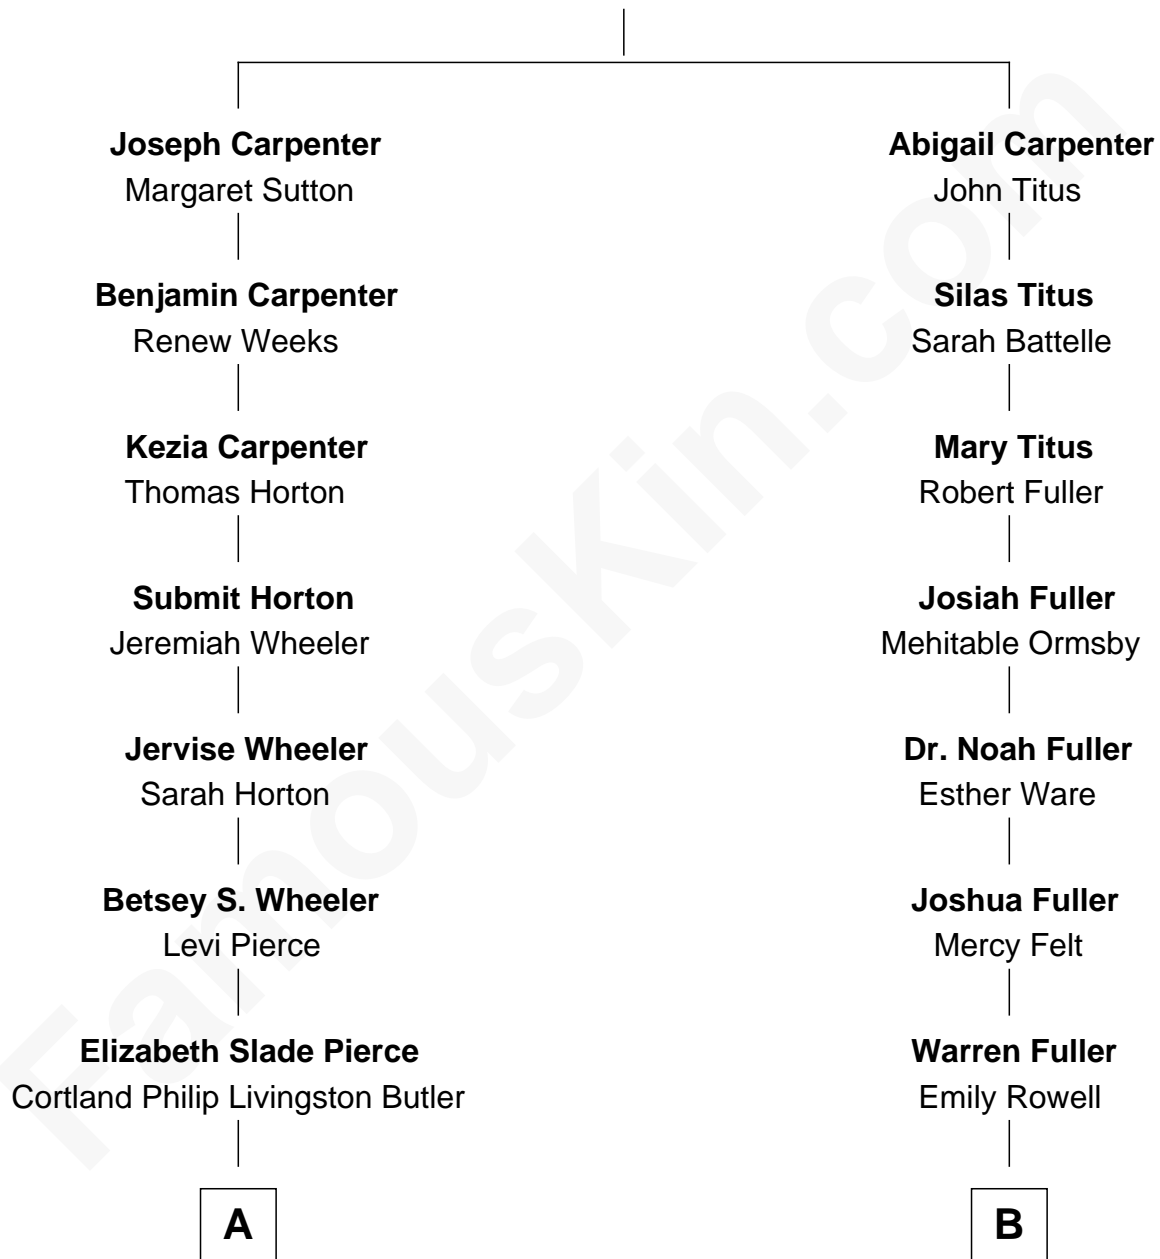 Joseph Carpenter
Margaret Sutton
Benjamin Carpenter
Renew Weeks
Kezia Carpenter
Thomas Horton
Submit Horton
Jeremiah Wheeler
Jervise Wheeler
Sarah Horton
Betsey S. Wheeler
Levi Pierce
Elizabeth Slade Pierce
Cortland Philip Livingston Butler
A
Abigail Carpenter
John Titus
Silas Titus
Sarah Battelle
Mary Titus
Robert Fuller
Josiah Fuller
Mehitable Ormsby
Dr. Noah Fuller
Esther Ware
Joshua Fuller
Mercy Felt
Warren Fuller
Emily Rowell
B
FamousKin.com